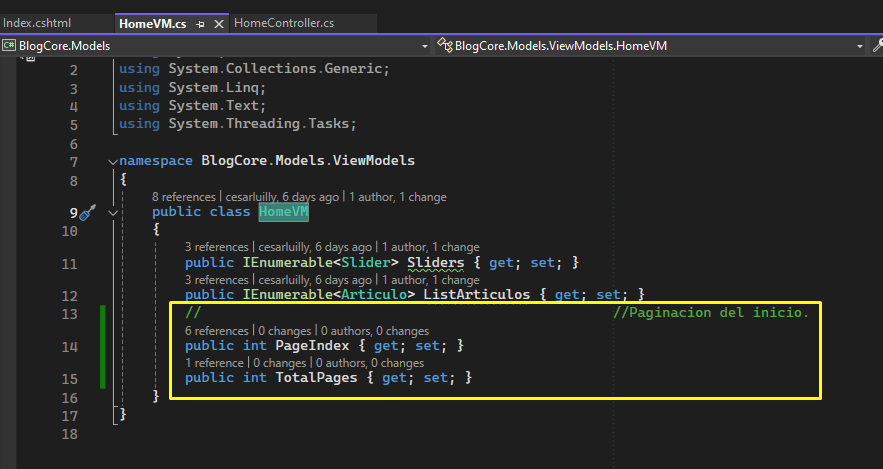 Index.cshtml HomeVM.cs HomeController.cs
C# BlogCore.Models BlogCore.Models.ViewModels.HomeVM
2 using System.Collections.Generic;
3 using System.Linq;
4 using System.Text;
5 using System.Threading.Tasks;
6
7 namespace BlogCore.Models.ViewModels
8 {
8 references | cesarluilly, 6 days ago | 1 author, 1 change
9 public class HomeVM
10 {
3 references | cesarluilly, 6 days ago | 1 author, 1 change
11 public IEnumerable<Slider> Sliders { get; set; }
3 references | cesarluilly, 6 days ago | 1 author, 1 change
12 public IEnumerable<Articulo> ListArticulos { get; set; }
13 // //Paginacion del inicio.
6 references | 0 changes | 0 authors, 0 changes
14 public int PageIndex { get; set; }
1 reference | 0 changes | 0 authors, 0 changes
15 public int TotalPages { get; set; }
16 }
17 }
18